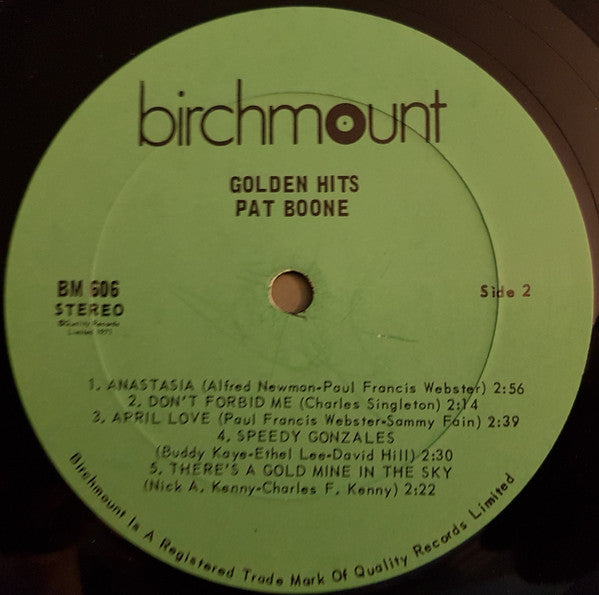 birchmount
GOLDEN HITS
PAT BOONE
BM 606
STEREO
Side 2
1. ANASTASIA (Alfred Newman-Paul Francis Webster) 2:56
2. DON'T FORBID ME (Charles Singleton) 2:14
3. APRIL LOVE (Paul Francis Webster-Sammy Fain) 2:39
4. SPEEDY GONZALES
(Buddy Kaye-Ethel Lee-David Hill) 2:30
5. THERE'S A GOLD MINE IN THE SKY
(Nick A. Kenny-Charles F. Kenny) 2:22
Birchmount Is A Registered Trade Mark Of Quality Records Limited